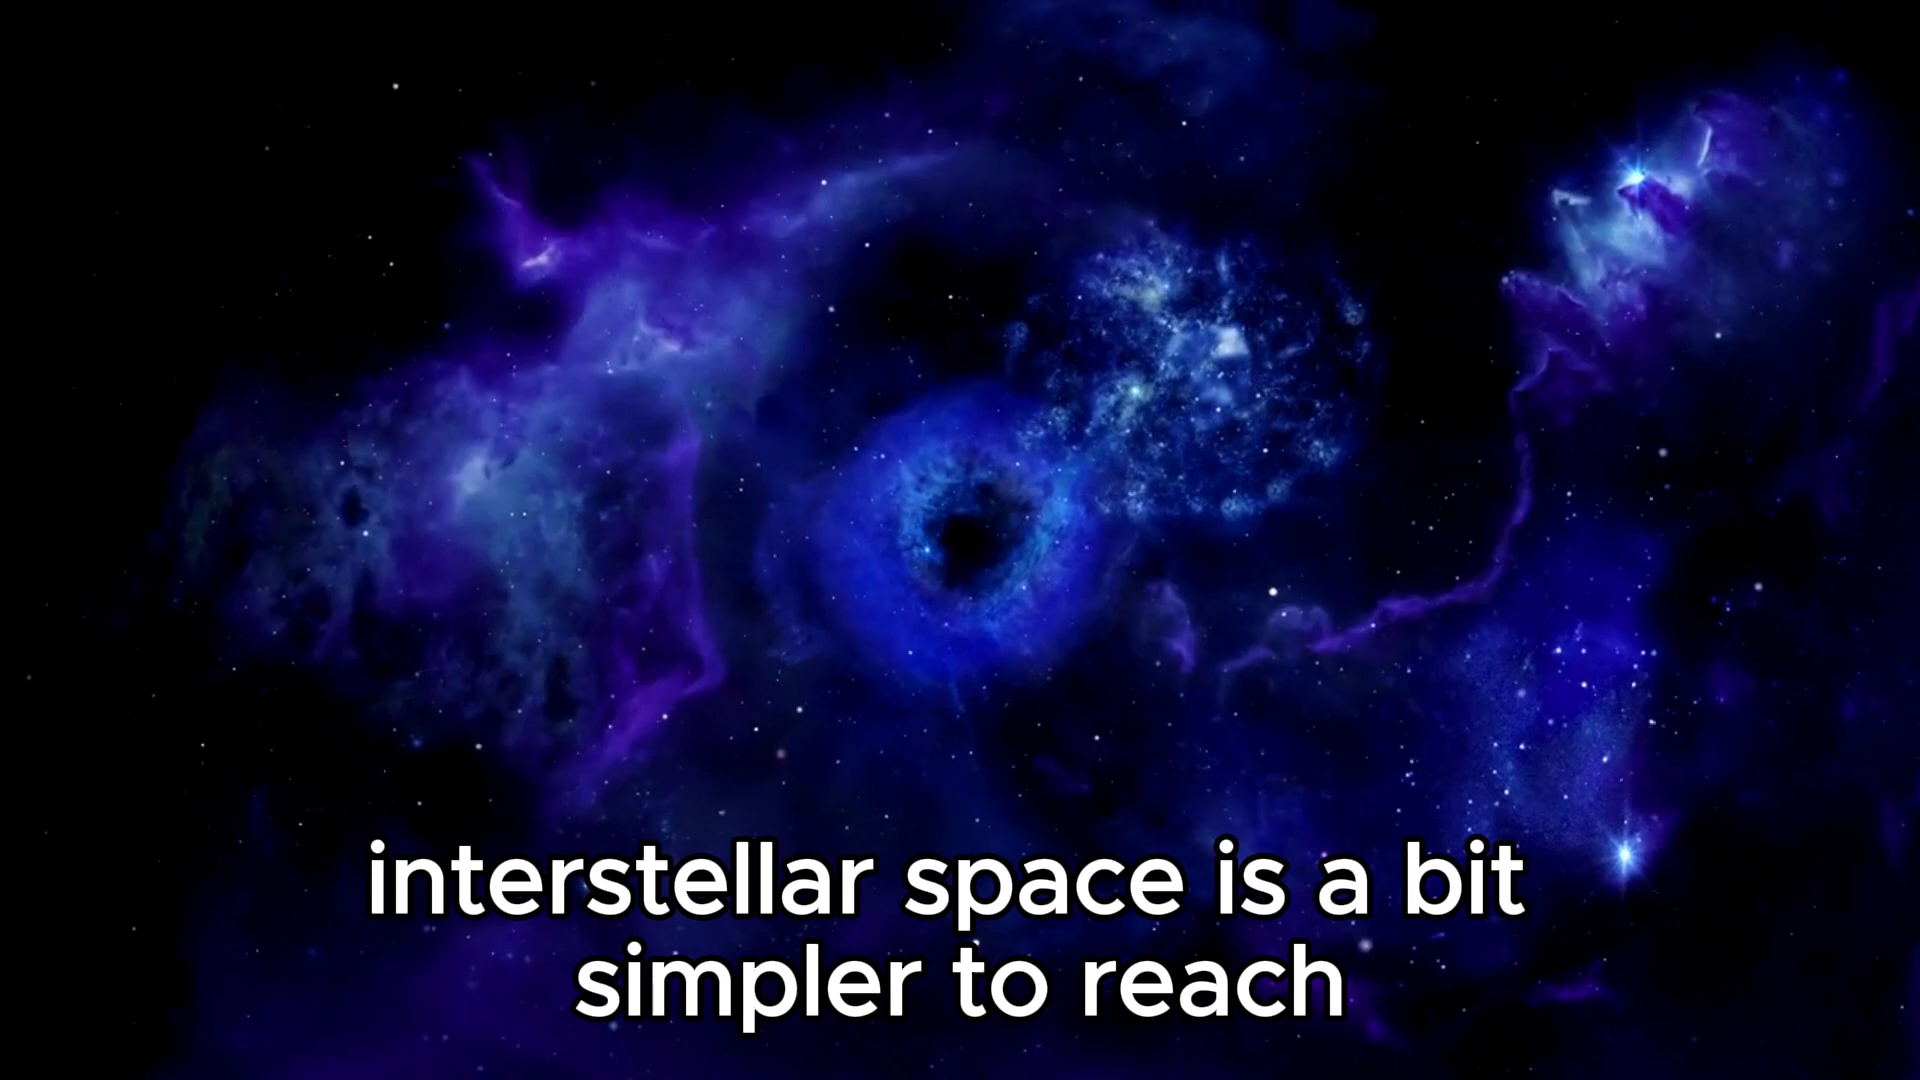 interstellar space is a bit
simpler to reach